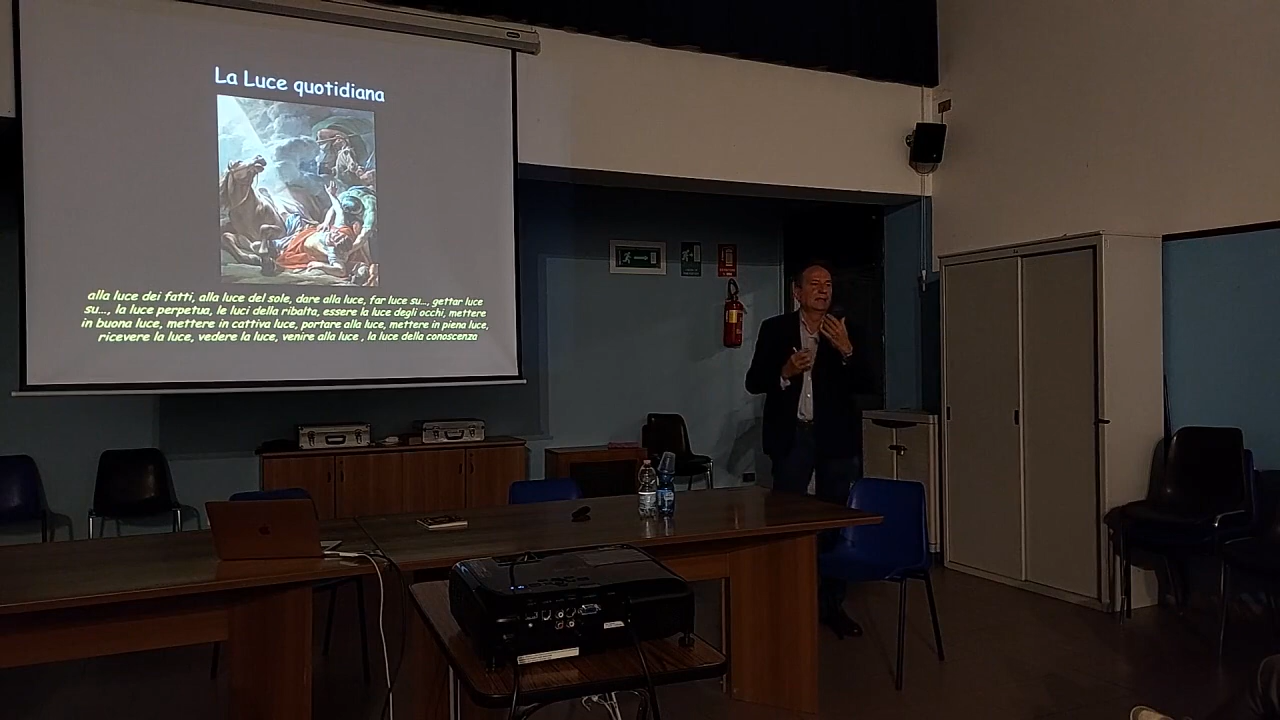 La Luce quotidiana
alla luce dei fatti, alla luce del sole, dare alla luce, far luce su..., gettar luce
su..., la luce perpetua, le luci della ribalta, essere la luce degli occhi, mettere
in buona luce, mettere in cattiva luce, portare alla luce, mettere in piena luce,
ricevere la luce, vedere la luce, venire alla luce , la luce della conoscenza